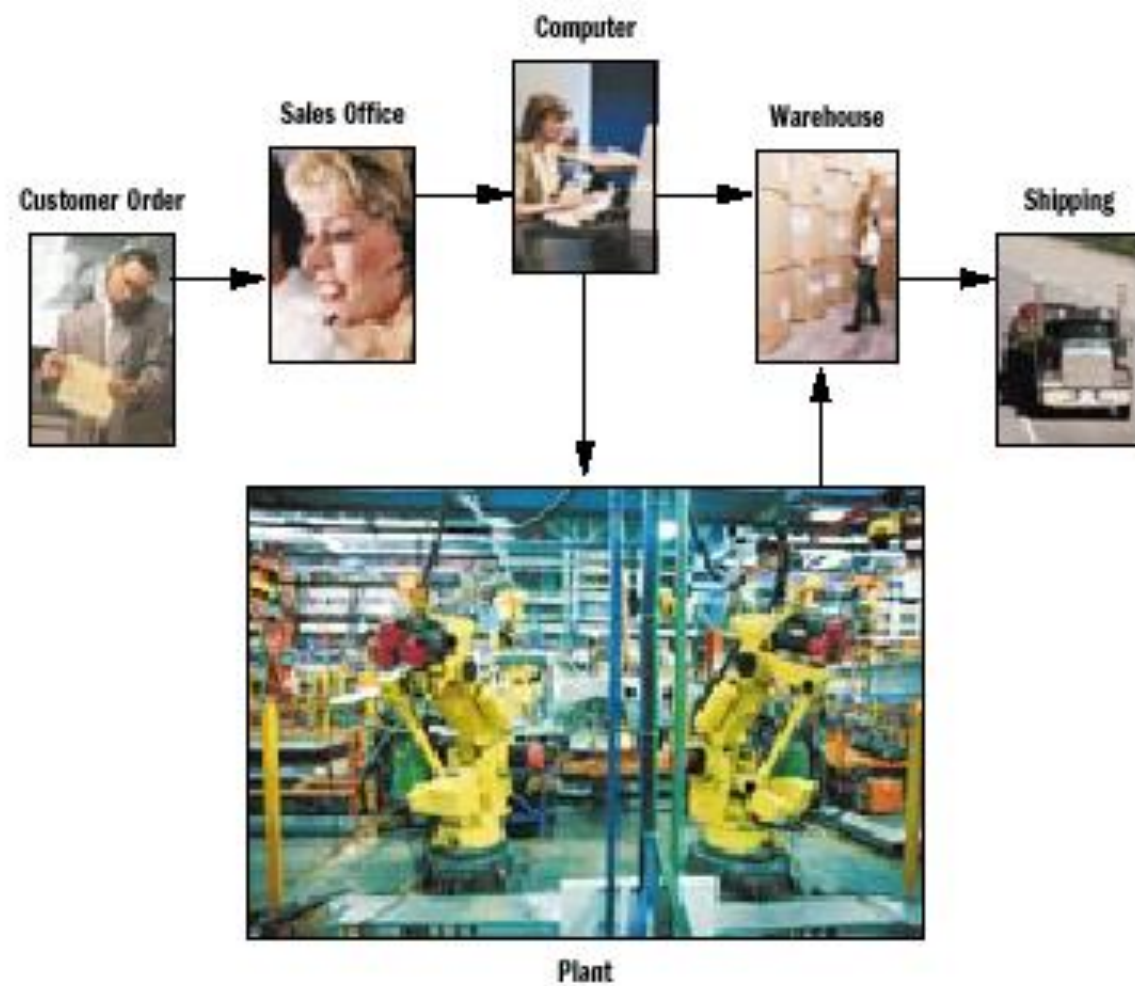 Computer
Sales Office
Warehouse
Customer Order
Shipping
Plant